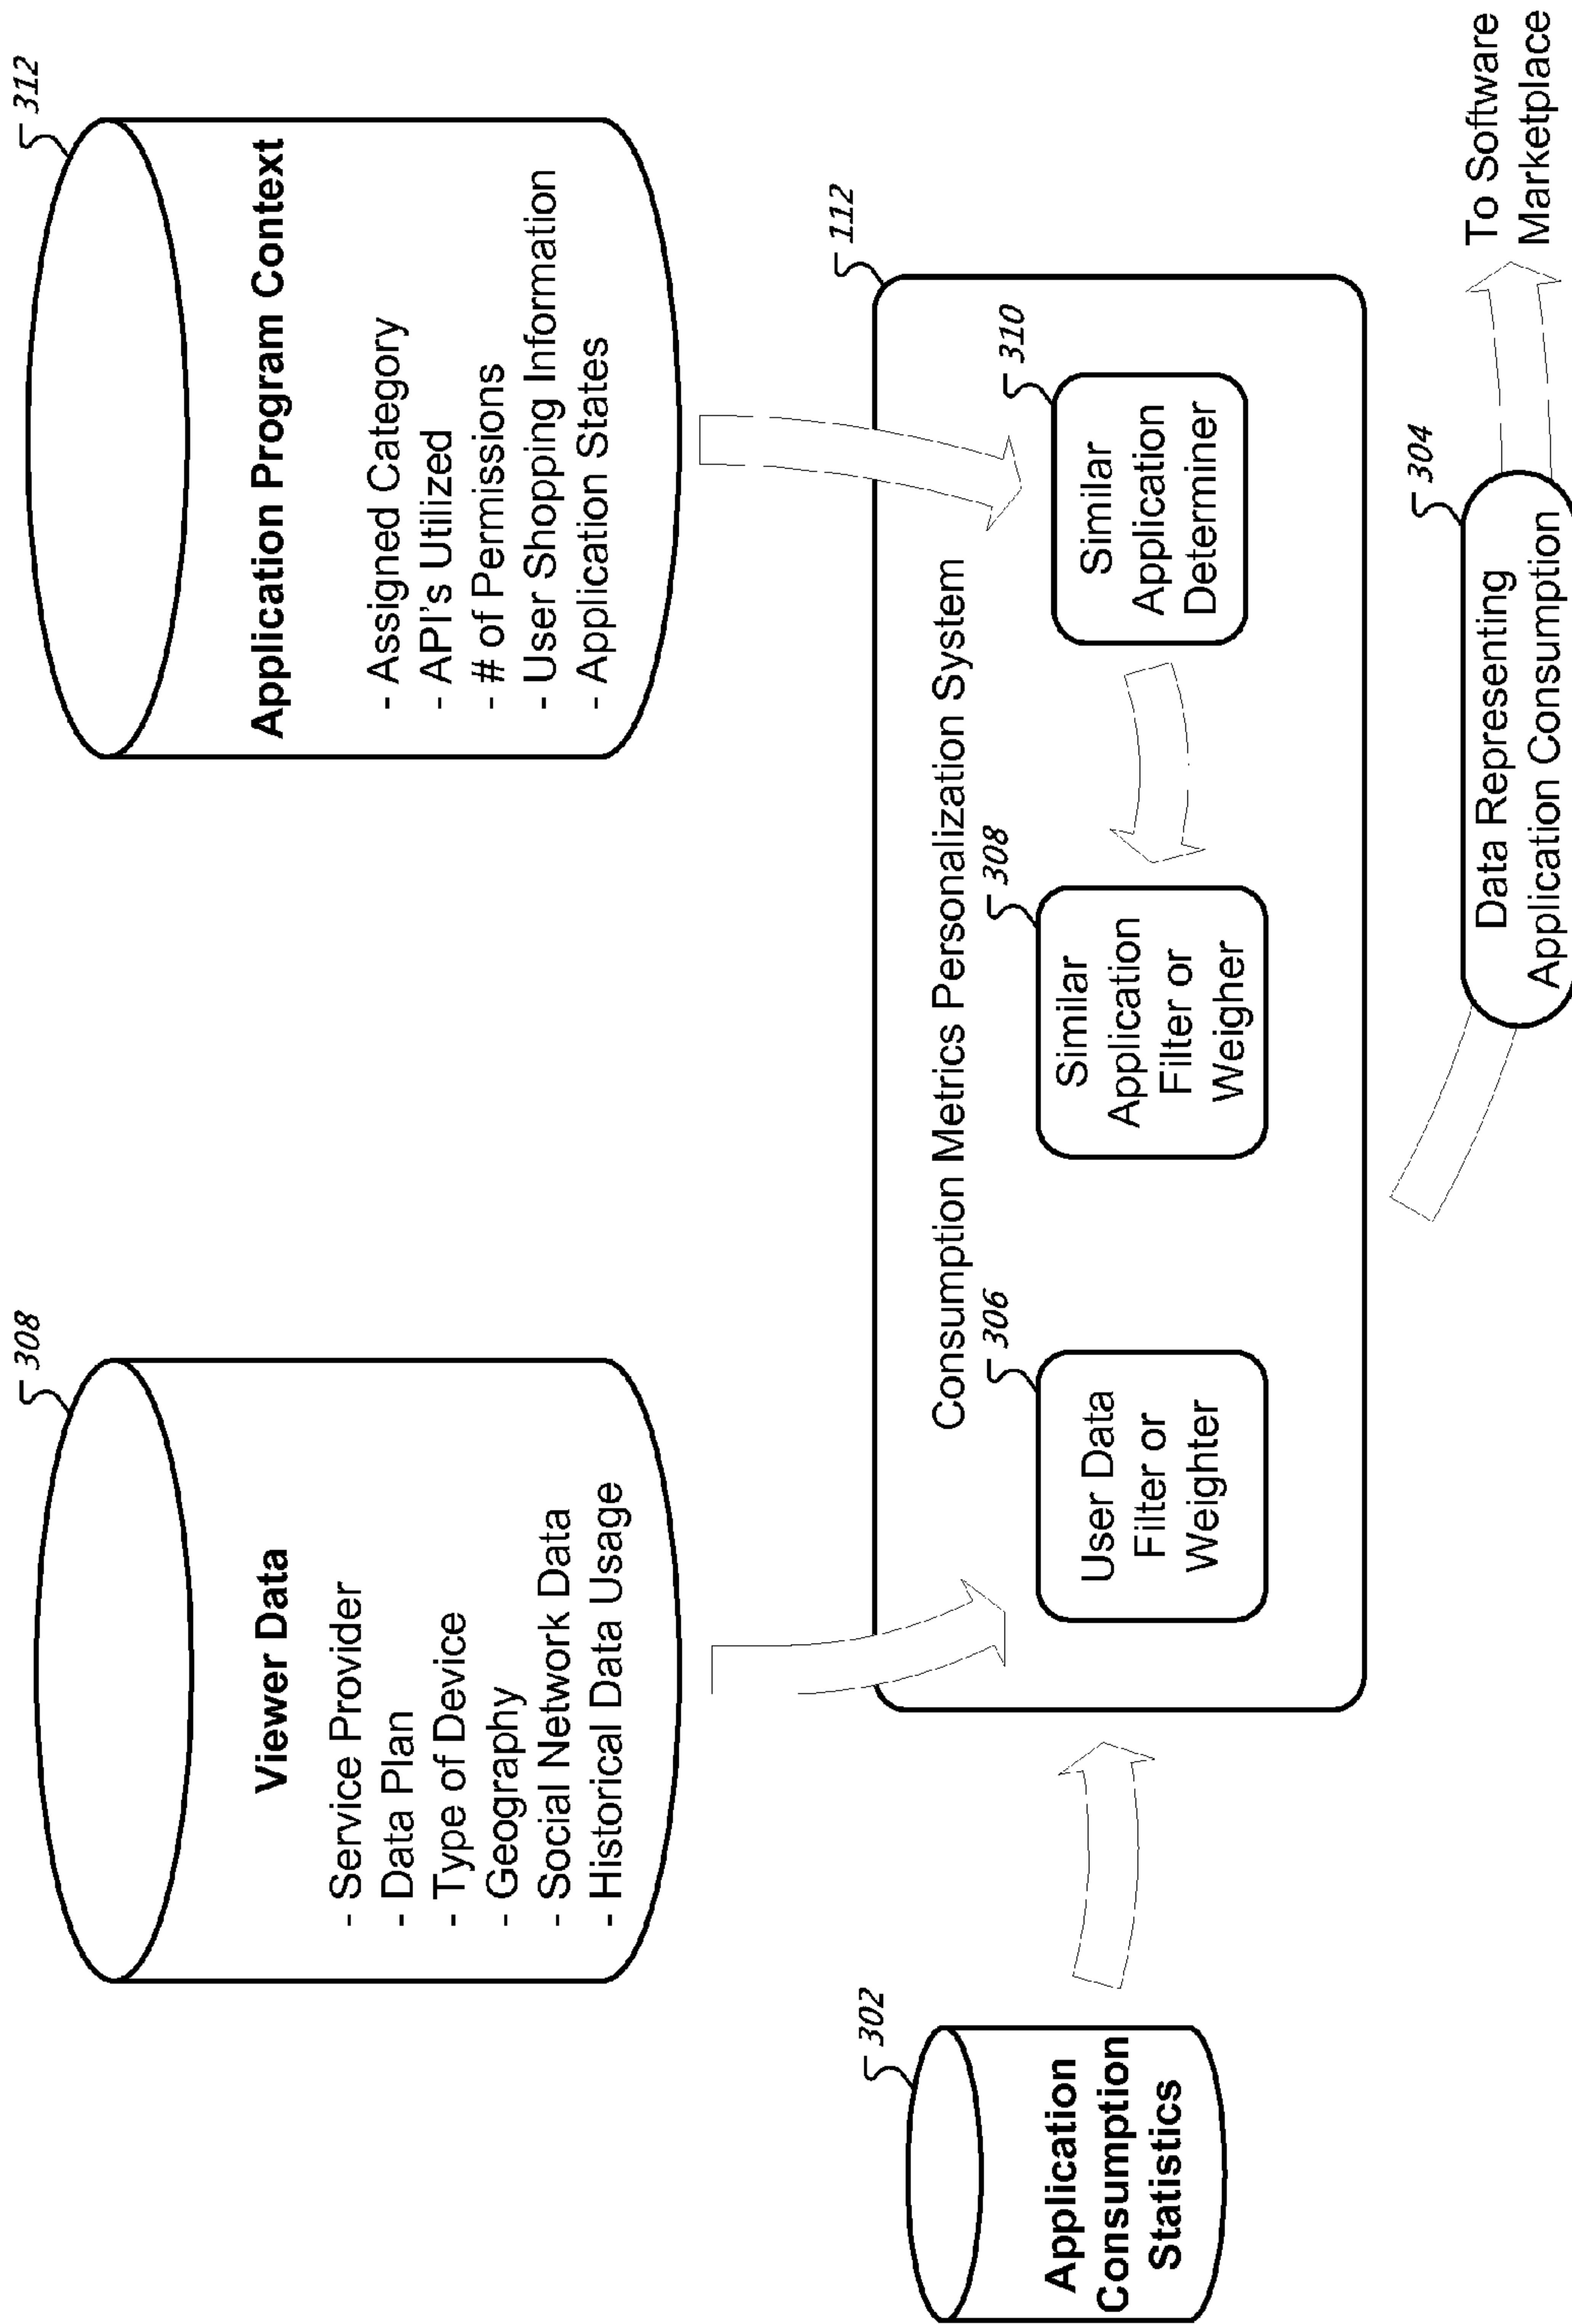 308
Viewer Data
- Service Provider
- Data Plan
- Type of Device
- Geography
- Social Network Data
- Historical Data Usage
312
Application Program Context
- Assigned Category
- API's Utilized
- # of Permissions
- User Shopping Information
- Application States
302
Application
Consumption
Statistics
112
Consumption Metrics Personalization System
306
User Data
Filter or
Weighter
308
Similar
Application
Filter or
Weigher
310
Similar
Application
Determiner
304
Data Representing
Application Consumption
To Software
Marketplace